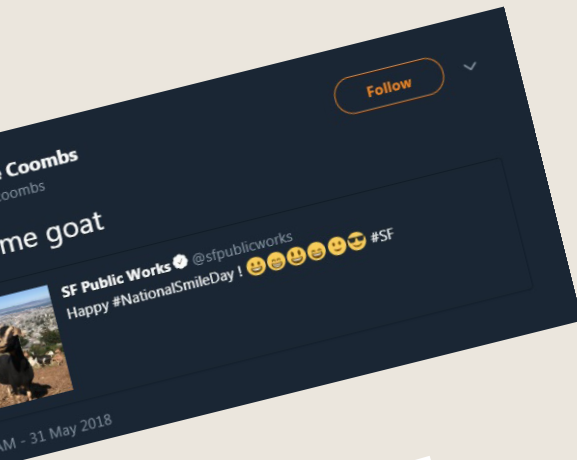 Follow
Coombs
coombs
me goat
SF Public Works @sfpublicworks
Happy #NationalSmileDay ! 😀😁😃😄🙂😎 #SF
AM - 31 May 2018